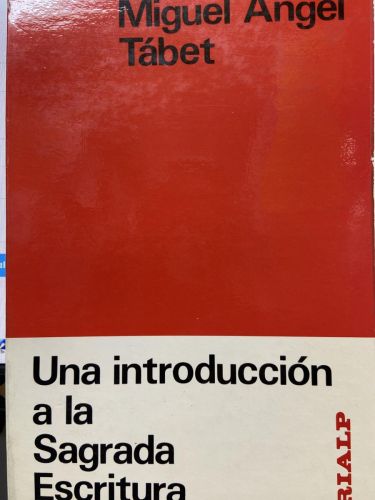 Miguel Angel
Tábet
Una introducción
a la
Sagrada
Escritura
RIALP